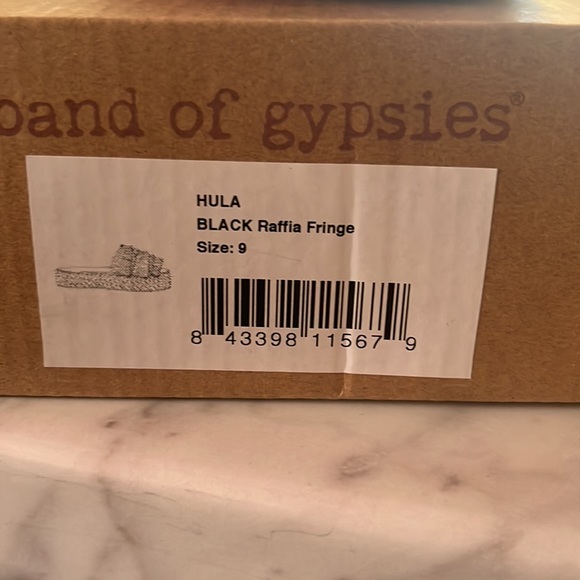 band of gypsies®
HULA
BLACK Raffia Fringe
Size: 9
8 43398 11567 9